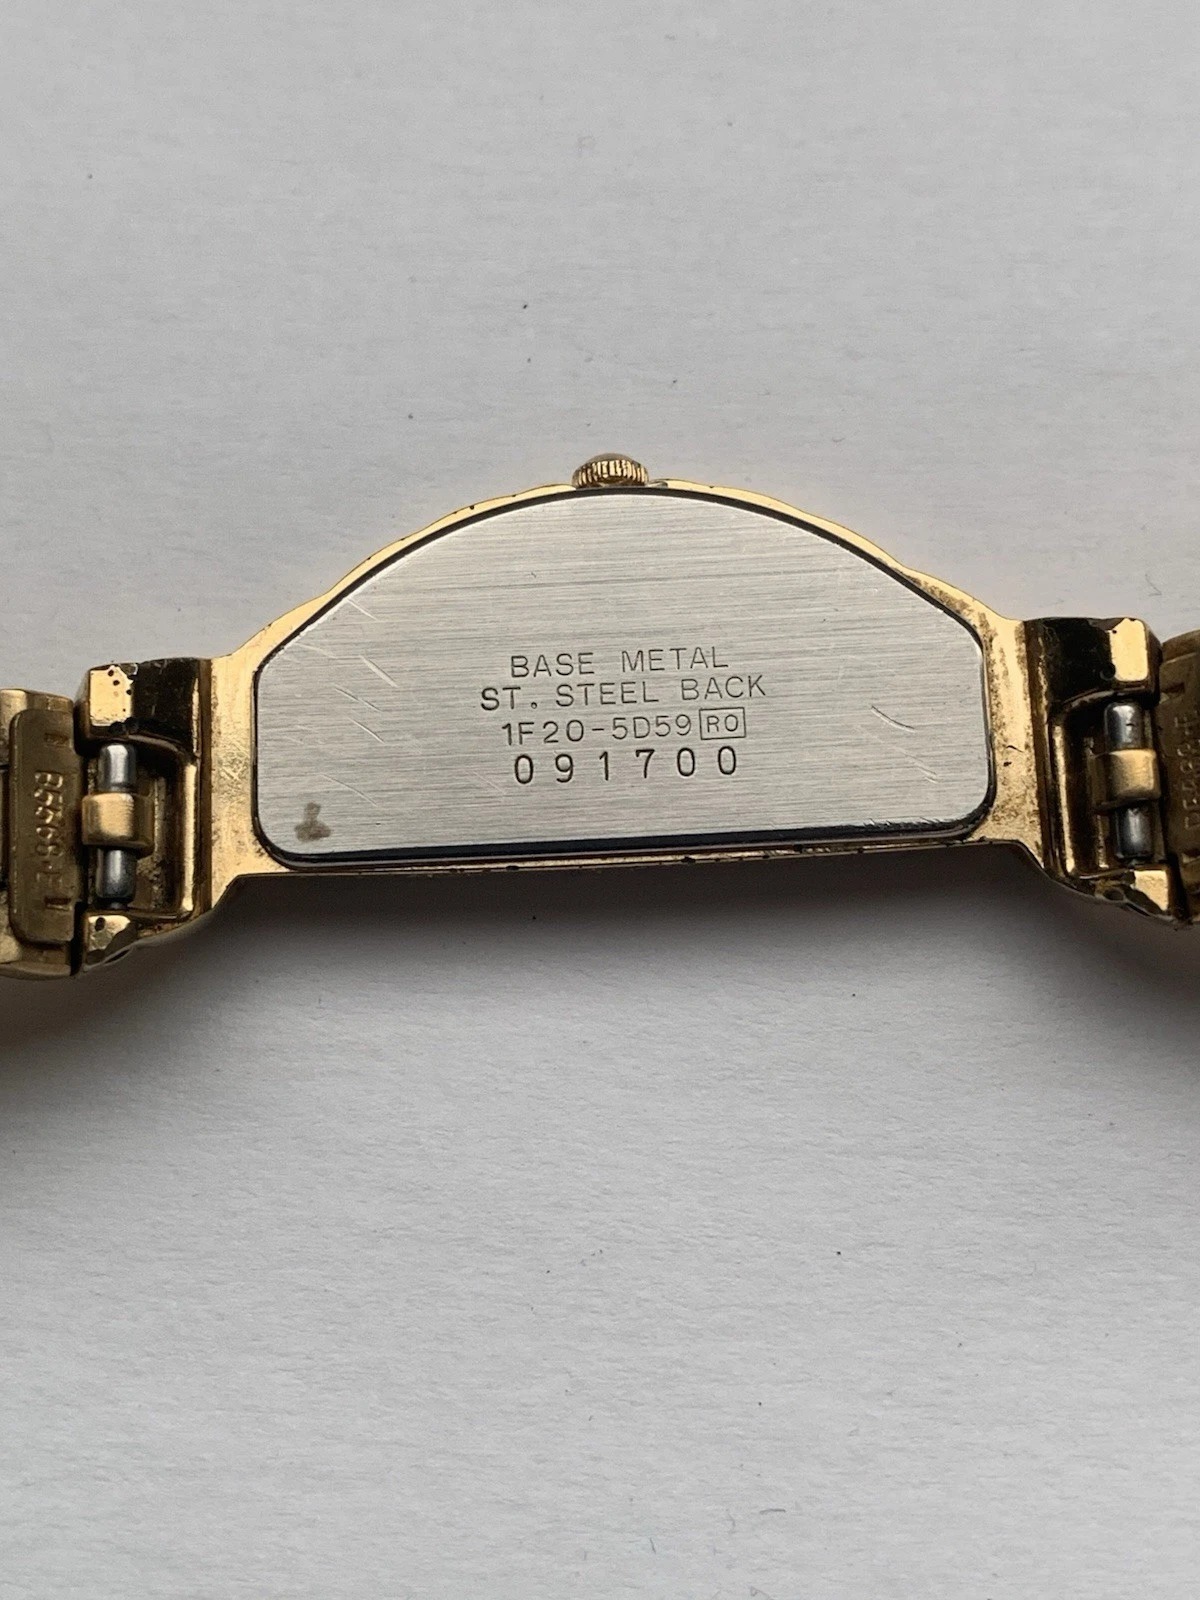 BASE METAL
ST. STEEL BACK
1F20-5D59 RO
091700